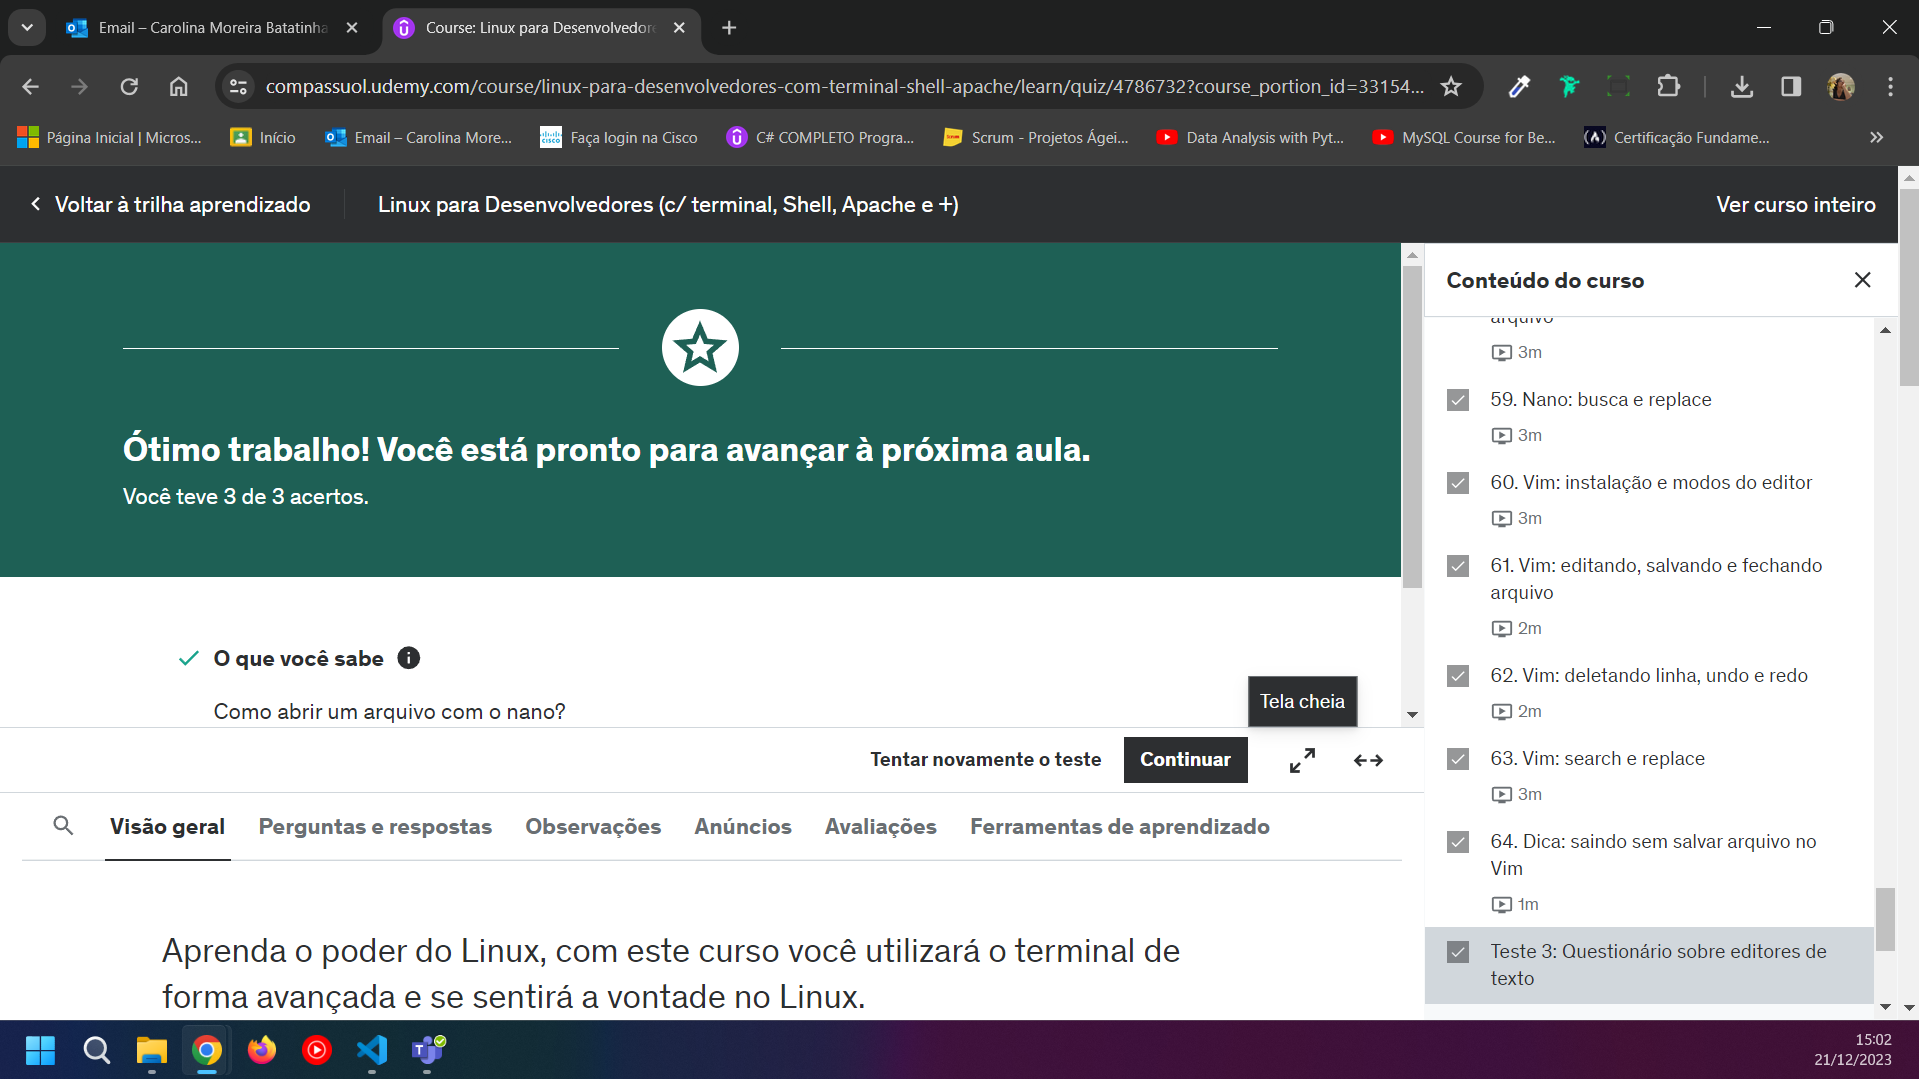 Email – Carolina Moreira Batatinha
Course: Linux para Desenvolvedore
compassuol.udemy.com/course/linux-para-desenvolvedores-com-terminal-shell-apache/learn/quiz/4786732?course_portion_id=33154...
Página Inicial | Micros...
Início
Email – Carolina More...
Faça login na Cisco
C# COMPLETO Progra...
Scrum - Projetos Ágei...
Data Analysis with Pyt...
MySQL Course for Be...
Certificação Fundame...
Voltar à trilha aprendizado
Linux para Desenvolvedores (c/ terminal, Shell, Apache e +)
Ver curso inteiro
Ótimo trabalho! Você está pronto para avançar à próxima aula.
Você teve 3 de 3 acertos.
O que você sabe
Como abrir um arquivo com o nano?
Tela cheia
Tentar novamente o teste
Continuar
Visão geral
Perguntas e respostas
Observações
Anúncios
Avaliações
Ferramentas de aprendizado
Aprenda o poder do Linux, com este curso você utilizará o terminal de
forma avançada e se sentirá a vontade no Linux.
Conteúdo do curso
arquivo
3m
59. Nano: busca e replace
3m
60. Vim: instalação e modos do editor
3m
61. Vim: editando, salvando e fechando
arquivo
2m
62. Vim: deletando linha, undo e redo
2m
63. Vim: search e replace
3m
64. Dica: saindo sem salvar arquivo no
Vim
1m
Teste 3: Questionário sobre editores de
texto
15:02
21/12/2023